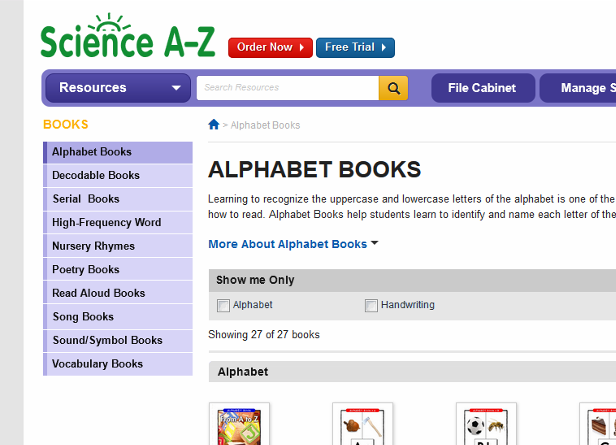 Science A-Z
Order Now
Free Trial
Resources
Search Resources
File Cabinet
Manage S
BOOKS
> Alphabet Books
Alphabet Books
Decodable Books
Serial Books
High-Frequency Word
Nursery Rhymes
Poetry Books
Read Aloud Books
Song Books
Sound/Symbol Books
Vocabulary Books
ALPHABET BOOKS
Learning to recognize the uppercase and lowercase letters of the alphabet is one of the
how to read. Alphabet Books help students learn to identify and name each letter of the
More About Alphabet Books
Show me Only
Alphabet
Handwriting
Showing 27 of 27 books
Alphabet
From A to Z